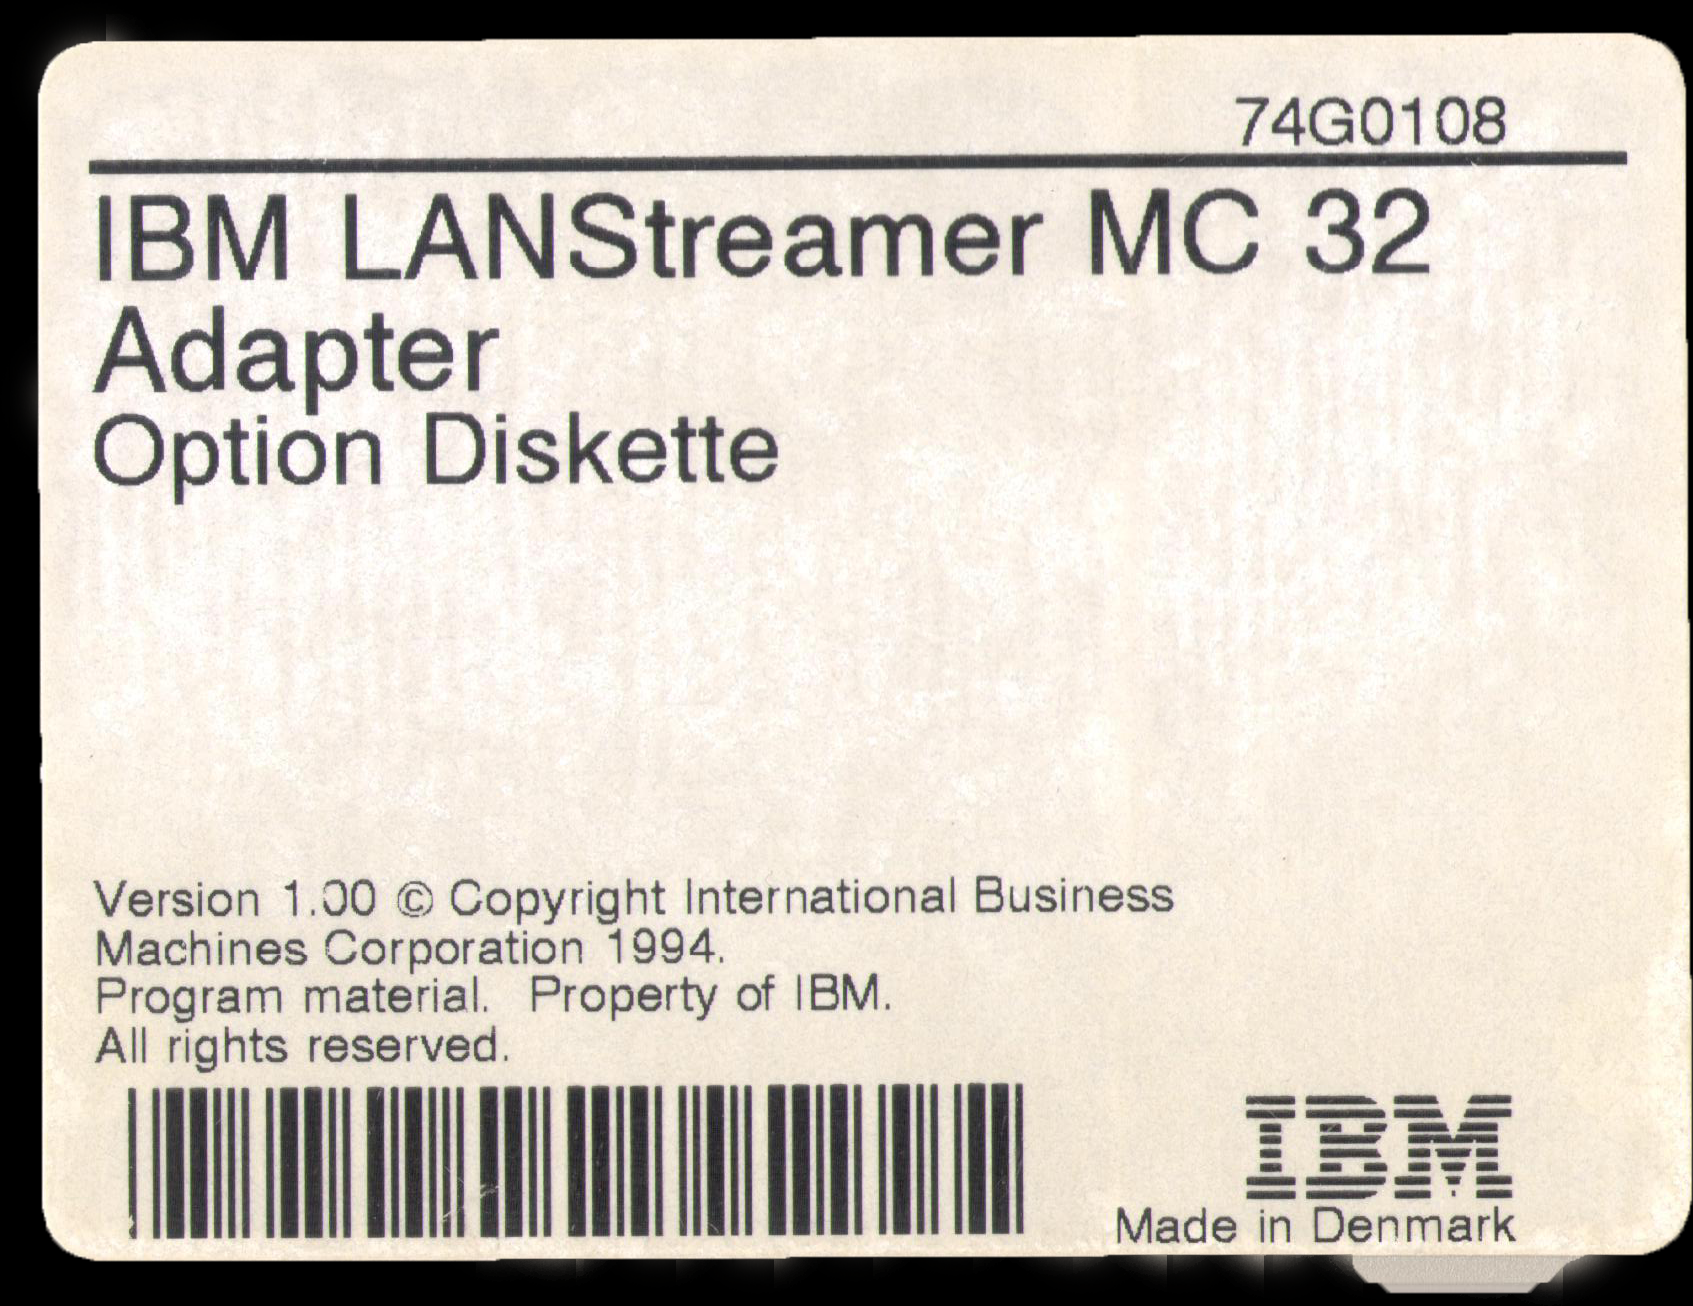 74G0108
IBM LANStreamer MC 32
Adapter
Option Diskette
Version 1.00 © Copyright International Business
Machines Corporation 1994.
Program material. Property of IBM.
All rights reserved.
IBM
Made in Denmark